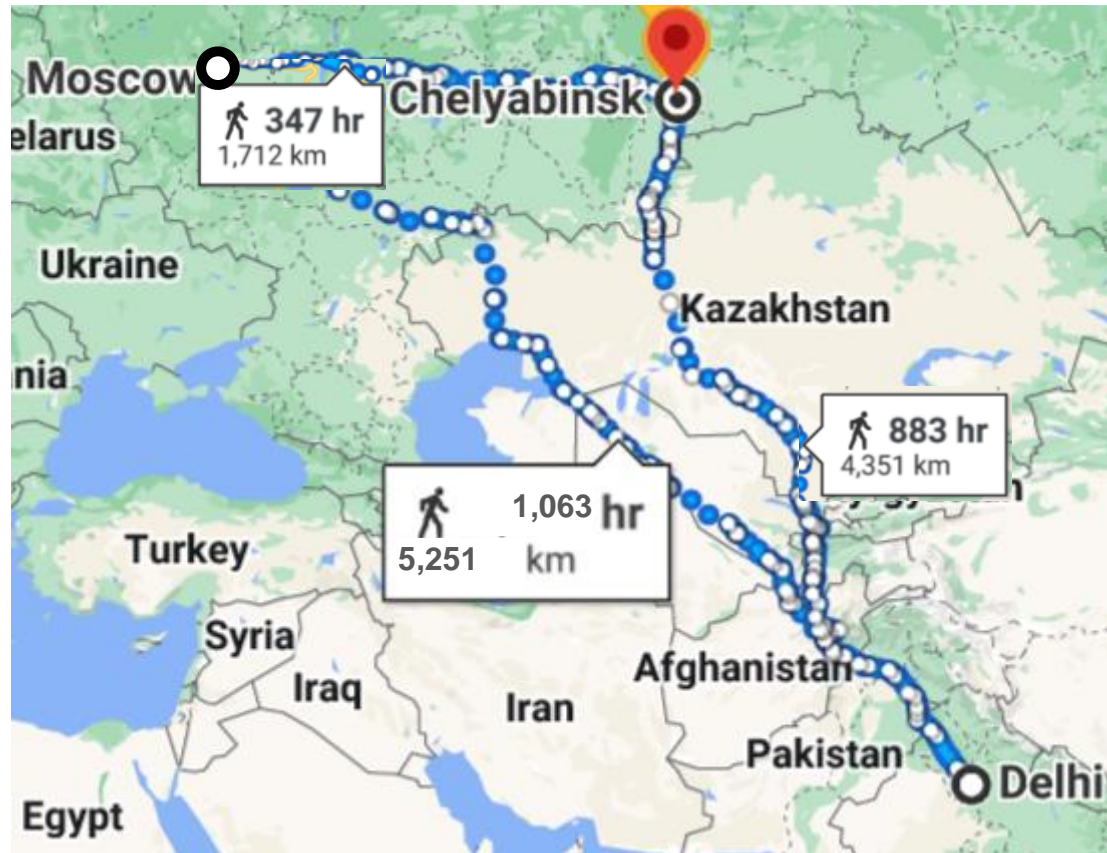 Moscow
347 hr
1,712 km
Chelyabinsk
elarus
Ukraine
Kazakhstan
nia
883 hr
4,351 km
1,063 hr
5,251 km
Turkey
Syria
Iraq
Iran
Afghanistan
Pakistan
Delhi
Egypt